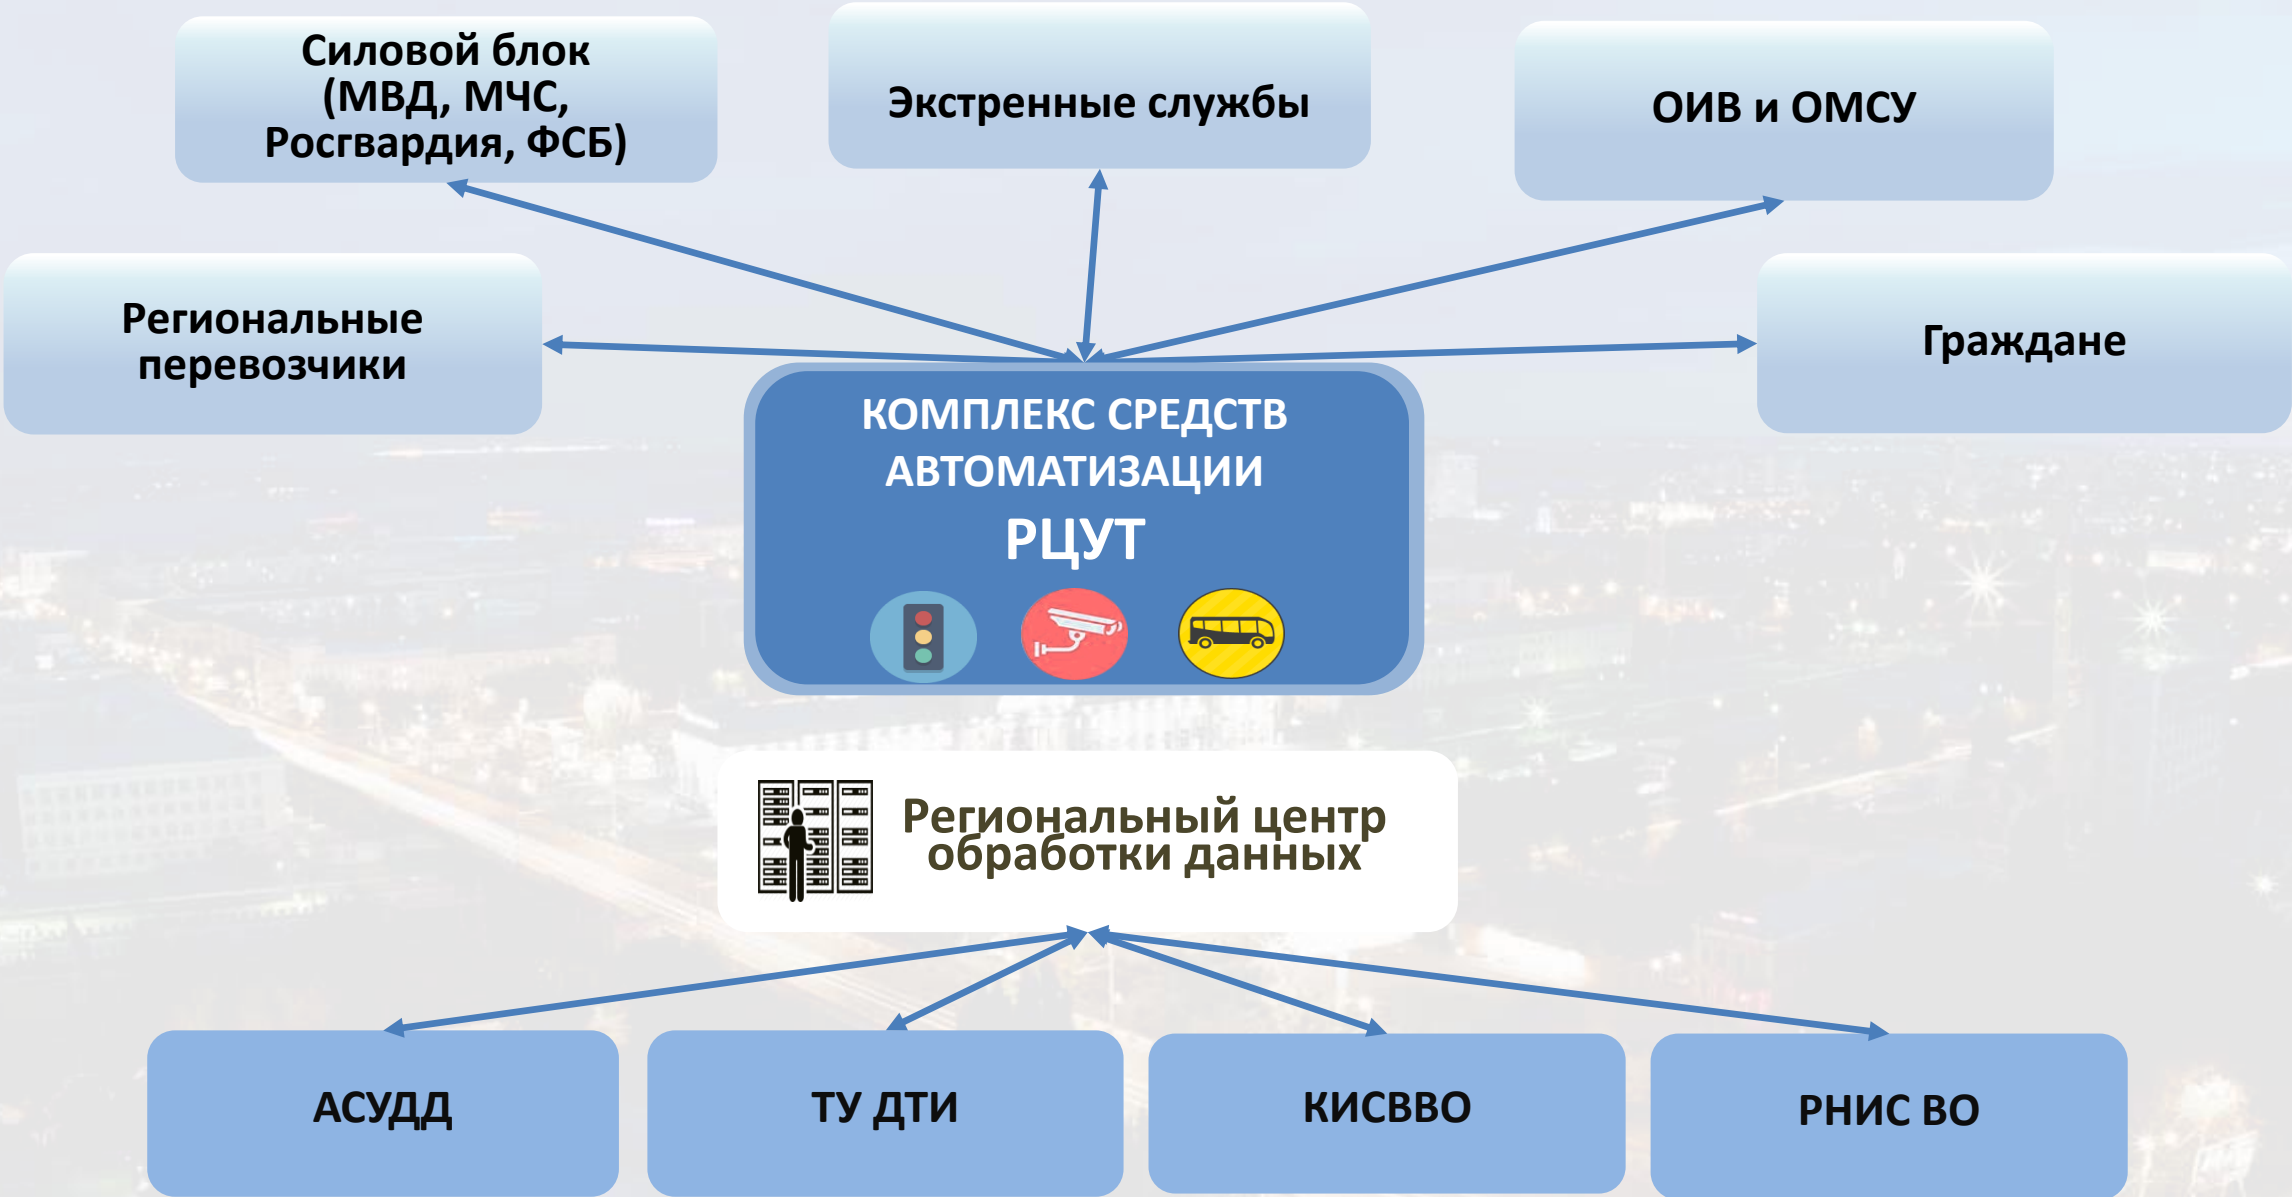 Силовой блок
(МВД, МЧС,
Росгвардия, ФСБ)
Экстренные службы
ОИВ и ОМСУ
Региональные
перевозчики
Граждане
КОМПЛЕКС СРЕДСТВ
АВТОМАТИЗАЦИИ
РЦУТ
Региональный центр
обработки данных
АСУДД
ТУ ДТИ
КИСВВО
РНИС ВО